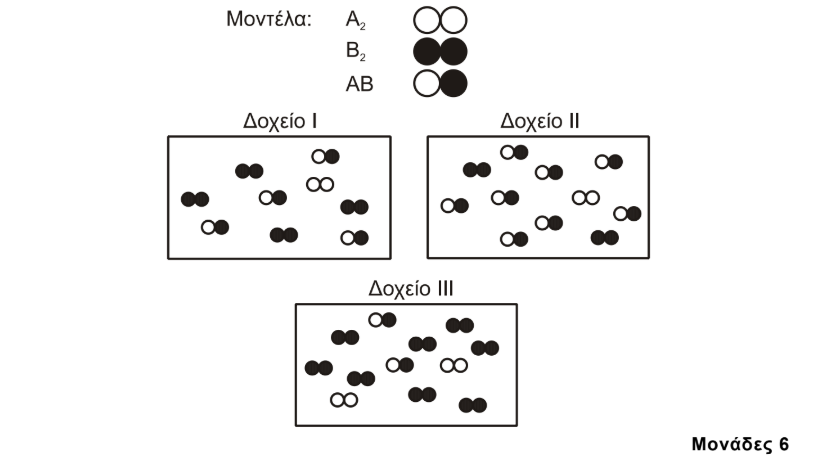 Μοντέλα: A₂
B₂
AB
Δοχείο I Δοχείο II
Δοχείο III
Μονάδες 6